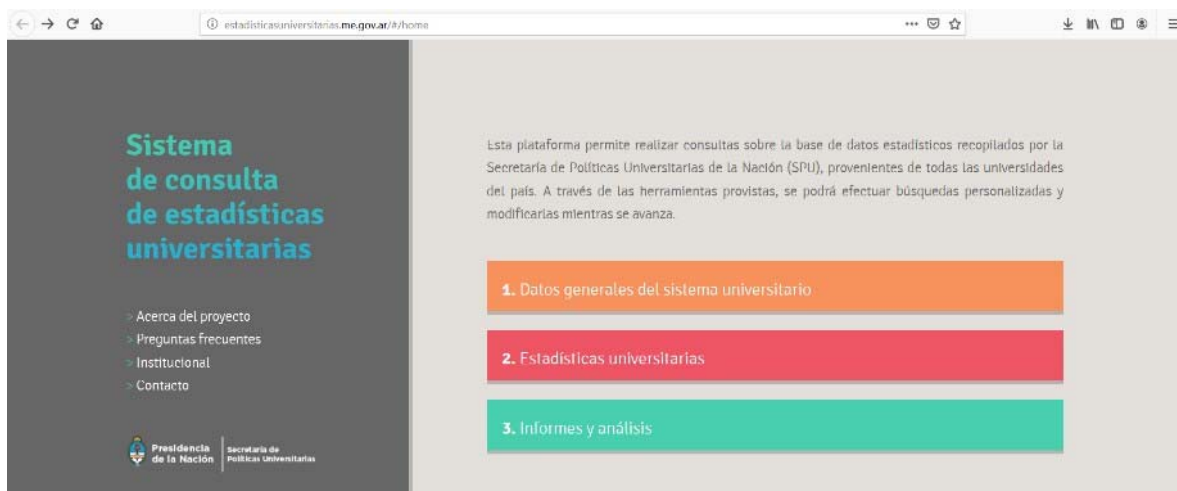 estadisticasuniversitarias.me.gov.ar/#/home
Sistema
de consulta
de estadísticas
universitarias
> Acerca del proyecto
> Preguntas frecuentes
> Institucional
> Contacto
Presidencia
de la Nación
Secretaría de
Políticas Universitarias
Esta plataforma permite realizar consultas sobre la base de datos estadísticos recopilados por la
Secretaría de Políticas Universitarias de la Nación (SPU), provenientes de todas las universidades
del país. A través de las herramientas provistas, se podrá efectuar búsquedas personalizadas y
modificarlas mientras se avanza.
1. Datos generales del sistema universitario
2. Estadísticas universitarias
3. Informes y análisis